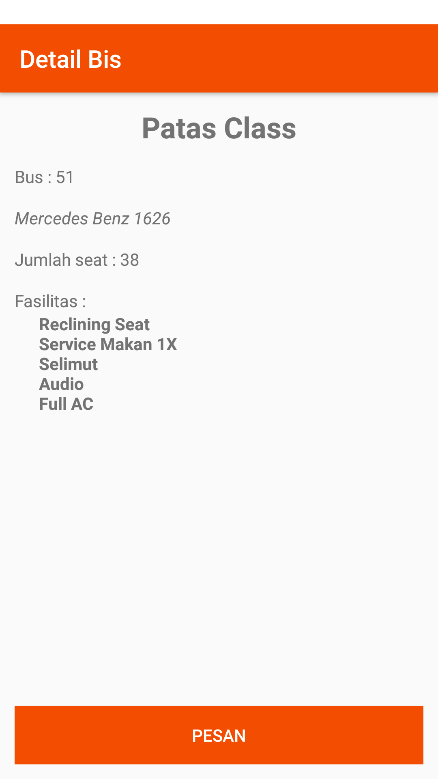 Detail Bis
Patas Class
Bus : 51
Mercedes Benz 1626
Jumlah seat : 38
Fasilitas :
Reclining Seat
Service Makan 1X
Selimut
Audio
Full AC
PESAN